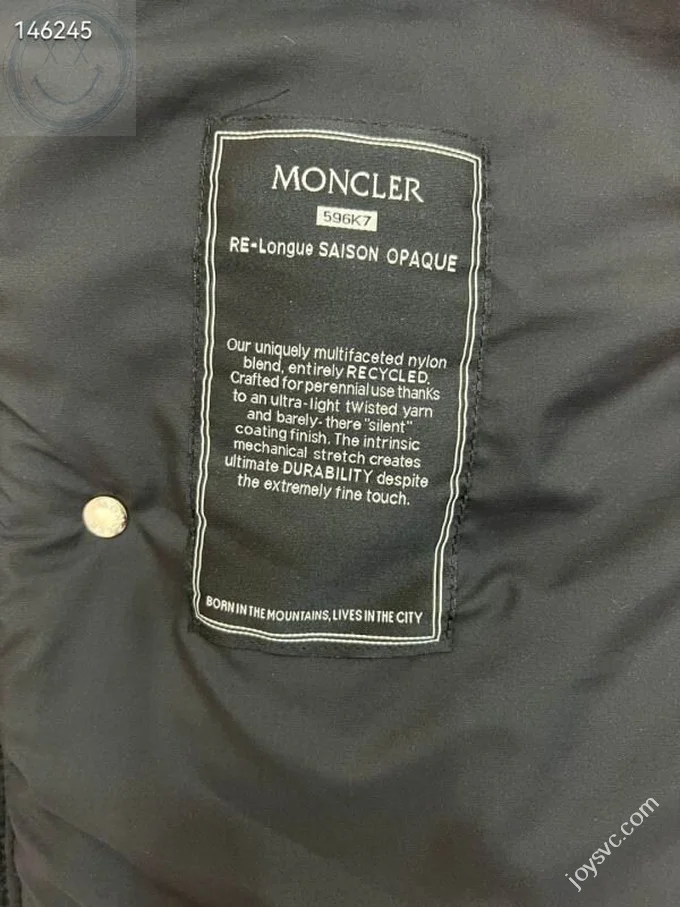 146245
MONCLER
596K7
RE-Longue SAISON OPAQUE
Our uniquely multifaceted nylon
blend, entirely RECYCLED.
Crafted for perennial use thanks
to an ultra-light twisted yarn
and barely-there "silent"
coating finish. The intrinsic
mechanical stretch creates
ultimate DURABILITY despite
the extremely fine touch.
BORN IN THE MOUNTAINS, LIVES IN THE CITY
joysvc.com